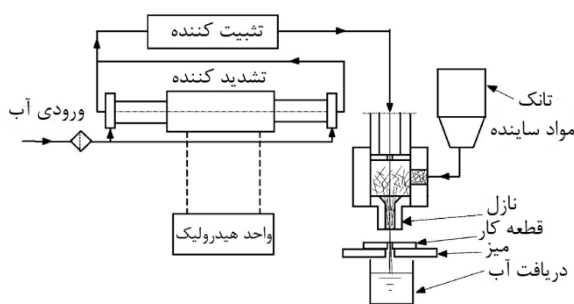 تثبیت کننده
تشدید کننده
ورودی آب
تانک
مواد ساینده
نازل
قطعه کار
میز
دریافت آب
واحد هیدرولیک